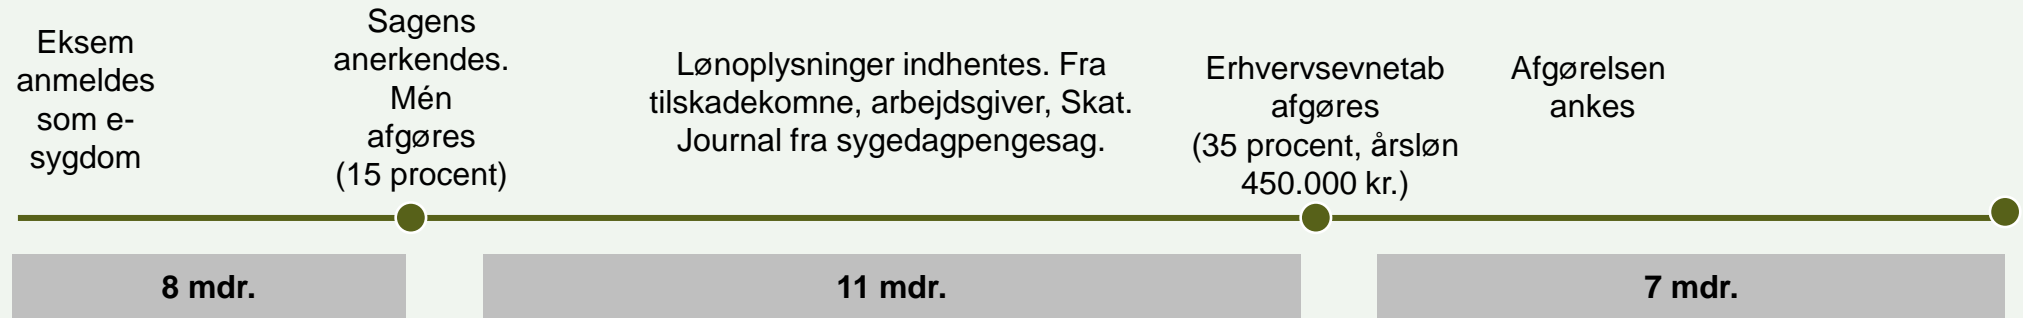 Eksem
anmeldes
som e-
sygdom
Sagens
anerkendes.
Mén
afgøres
(15 procent)
Lønoplysninger indhentes. Fra
tilskadekomne, arbejdsgiver, Skat.
Journal fra sygedagpengesag.
Erhvervsevnetab
afgøres
(35 procent, årsløn
450.000 kr.)
Afgørelsen
ankes
8 mdr.
11 mdr.
7 mdr.